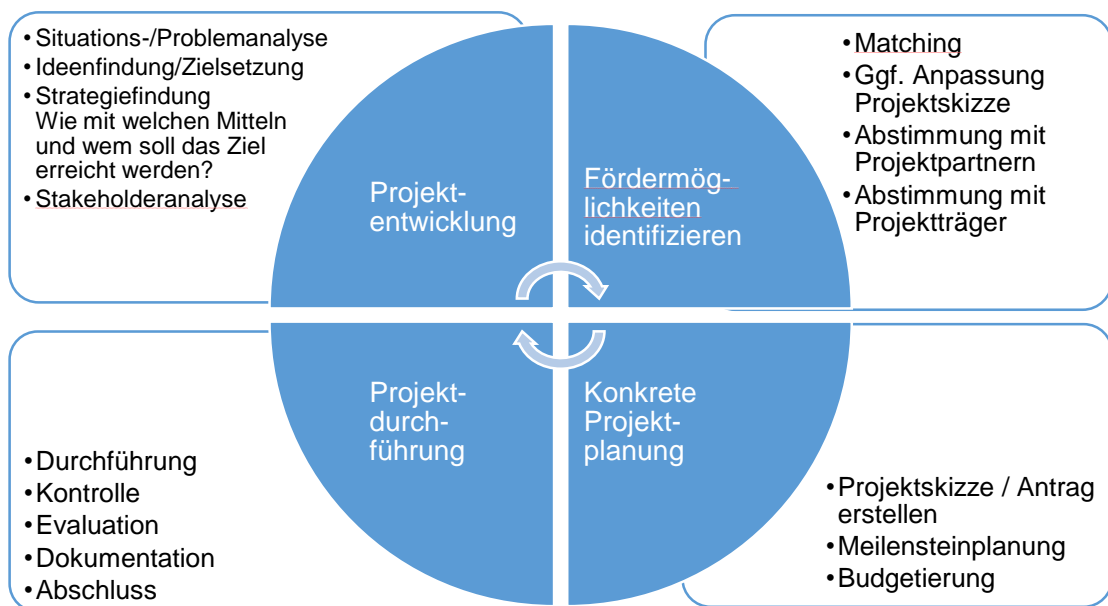 •Situations-/Problemanalyse
•Ideenfindung/Zielsetzung
•Strategiefindung
Wie mit welchen Mitteln
und wem soll das Ziel
erreicht werden?
•Stakeholderanalyse
Projekt-
entwicklung
Fördermög-
lichkeiten
identifizieren
•Matching
•Ggf. Anpassung
Projektskizze
•Abstimmung mit
Projektpartnern
•Abstimmung mit
Projektträger
•Durchführung
•Kontrolle
•Evaluation
•Dokumentation
•Abschluss
Projekt-
durch-
führung
Konkrete
Projekt-
planung
•Projektskizze / Antrag
erstellen
•Meilensteinplanung
•Budgetierung